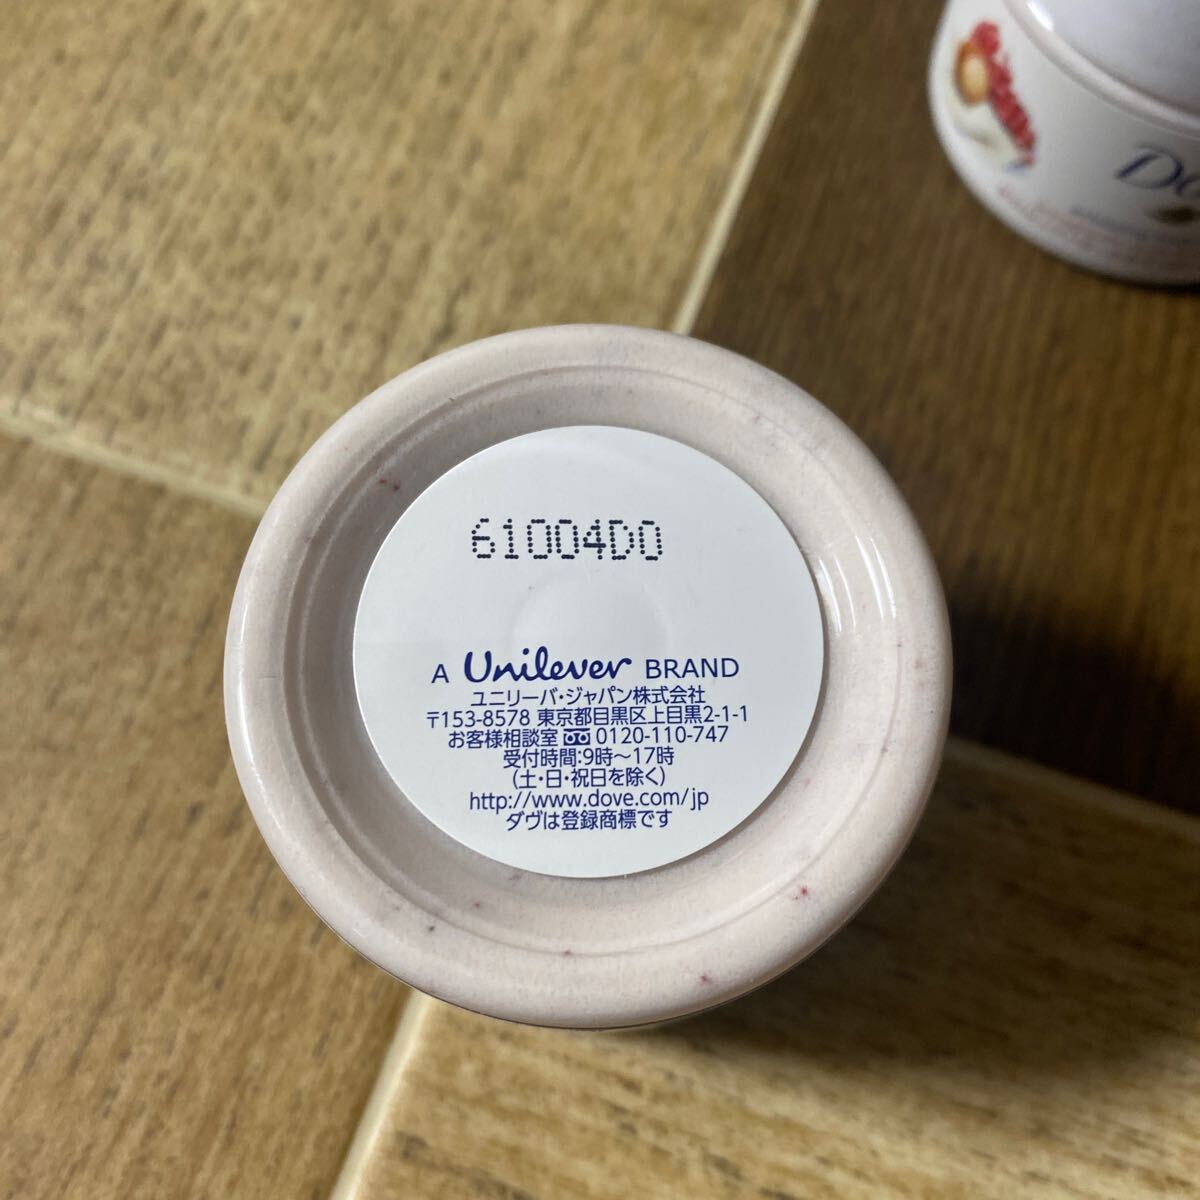 Do
61004D0
A Unilever BRAND
ユニリーバ・ジャパン株式会社
〒153-8578 東京都目黒区上目黒2-1-1
お客様相談室 0120-110-747
受付時間:9時～17時
(土・日・祝日を除く)
http://www.dove.com/jp
ダヴは登録商標です